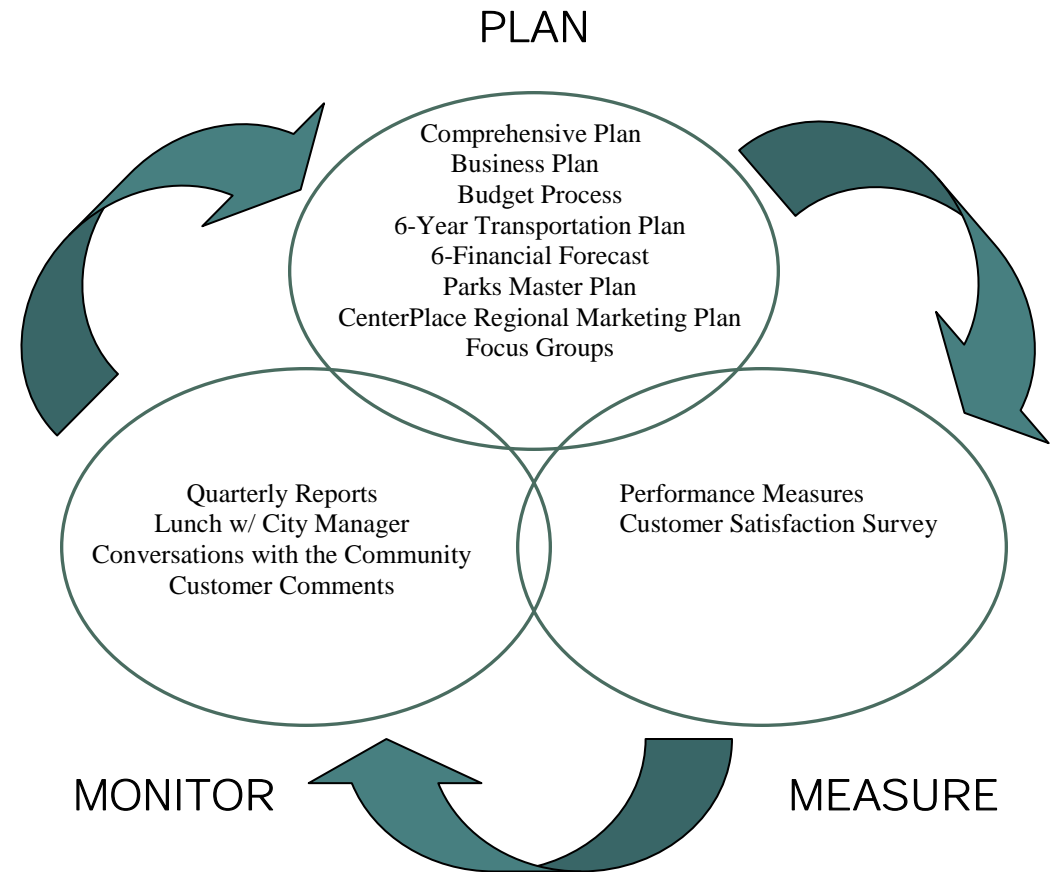 PLAN
Comprehensive Plan
Business Plan
Budget Process
6-Year Transportation Plan
6-Financial Forecast
Parks Master Plan
CenterPlace Regional Marketing Plan
Focus Groups
Quarterly Reports
Lunch w/ City Manager
Conversations with the Community
Customer Comments
Performance Measures
Customer Satisfaction Survey
MONITOR
MEASURE